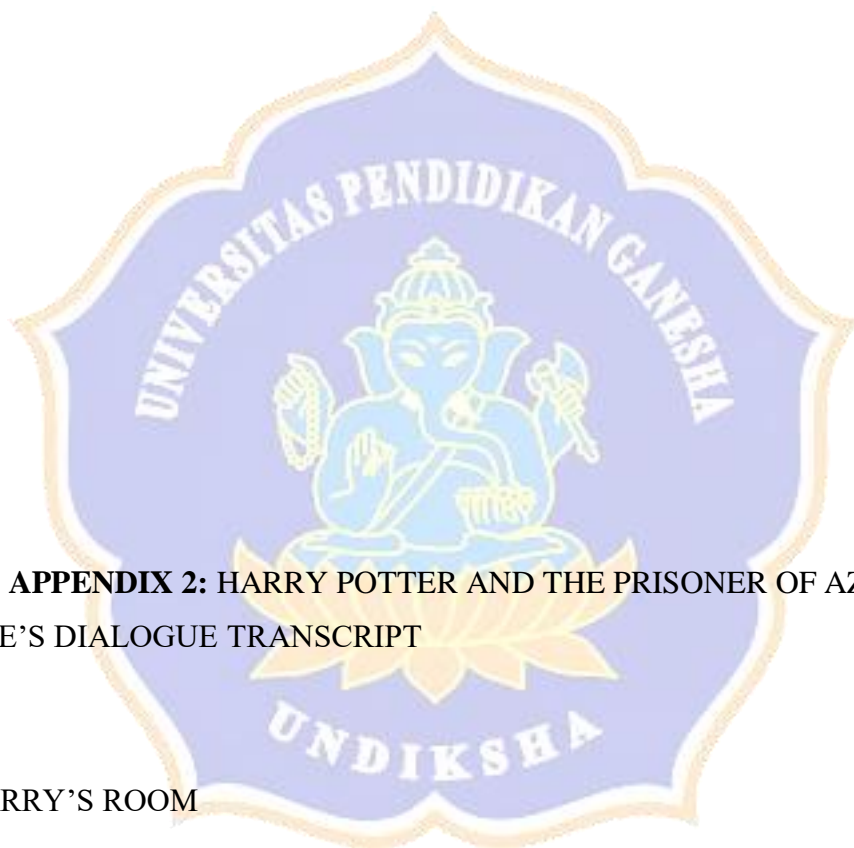 UNIVERSITAS PENDIDIKAN GANESHA
APPENDIX 2: HARRY POTTER AND THE PRISONER OF AZ
E’S DIALOGUE TRANSCRIPT
UNDIKSHA
RRY’S ROOM